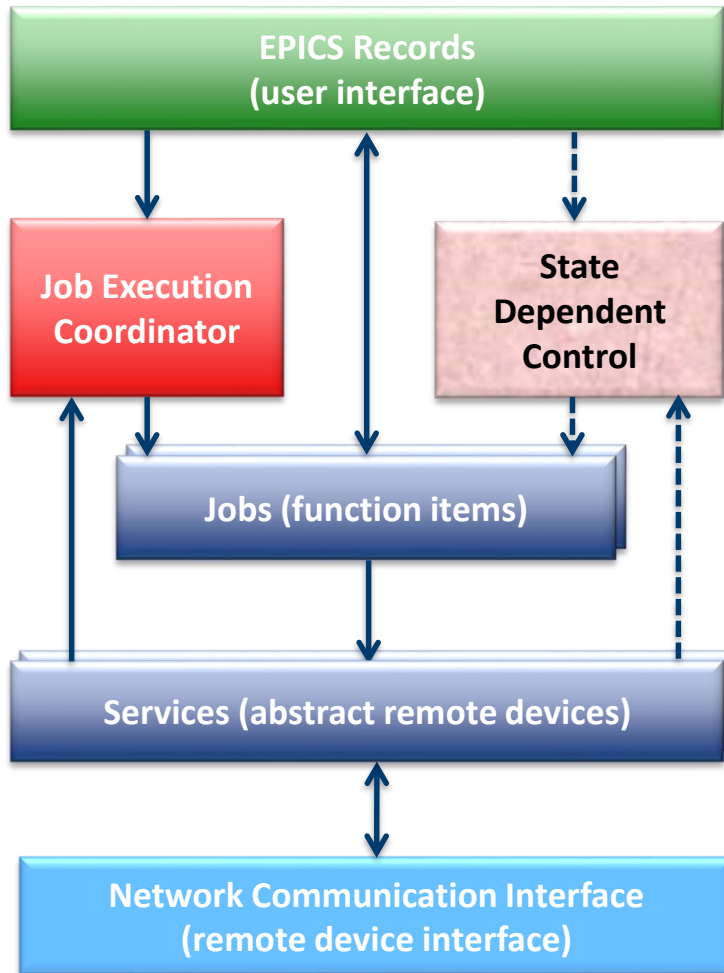 EPICS Records
(user interface)
Job Execution
Coordinator
State
Dependent
Control
Jobs (function items)
Services (abstract remote devices)
Network Communication Interface
(remote device interface)